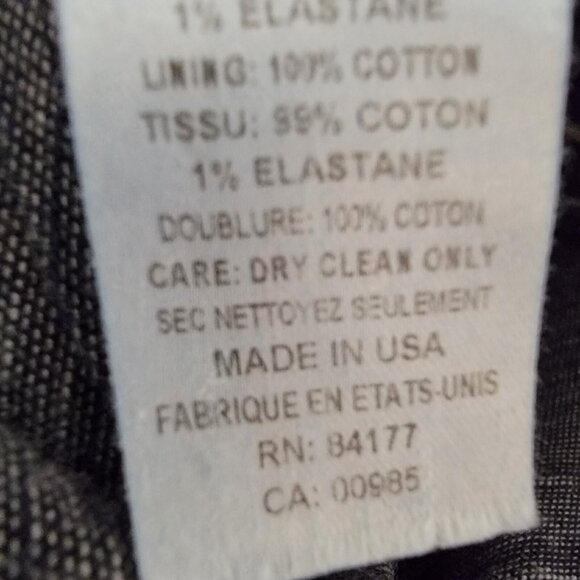 1% ELASTANE
LINING: 100% COTTON
TISSU: 99% COTON
1% ELASTANE
DOUBLURE: 100% COTON
CARE: DRY CLEAN ONLY
SEC NETTOYEZ SEULEMENT
MADE IN USA
FABRIQUE EN ETATS-UNIS
RN: 84177
CA: 00985